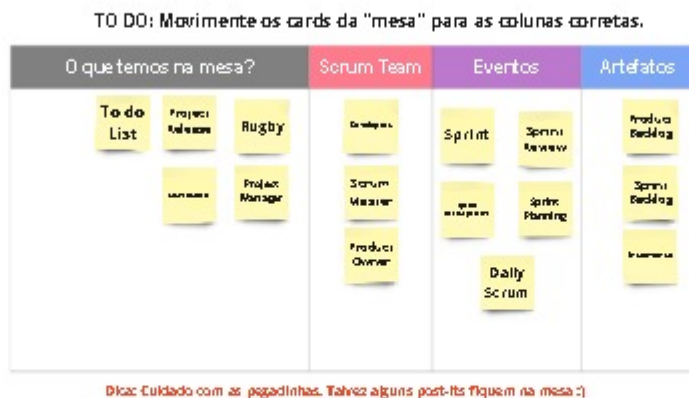 TO DO: Movimente os cards da "mesa" para as colunas corretas.
O que temos na mesa?
Scrum Team
Eventos
Artefatos
To do
List
Project
Release
Rugby
Project
Manager
Developers
Scrum
Master
Product
Owner
Sprint
Sprint
Review
Sprint
Planning
Daily
Scrum
Product
Backlog
Sprint
Backlog
Dica: Cuidado com as pegadinhas. Talvez alguns post-its fiquem na mesa :)